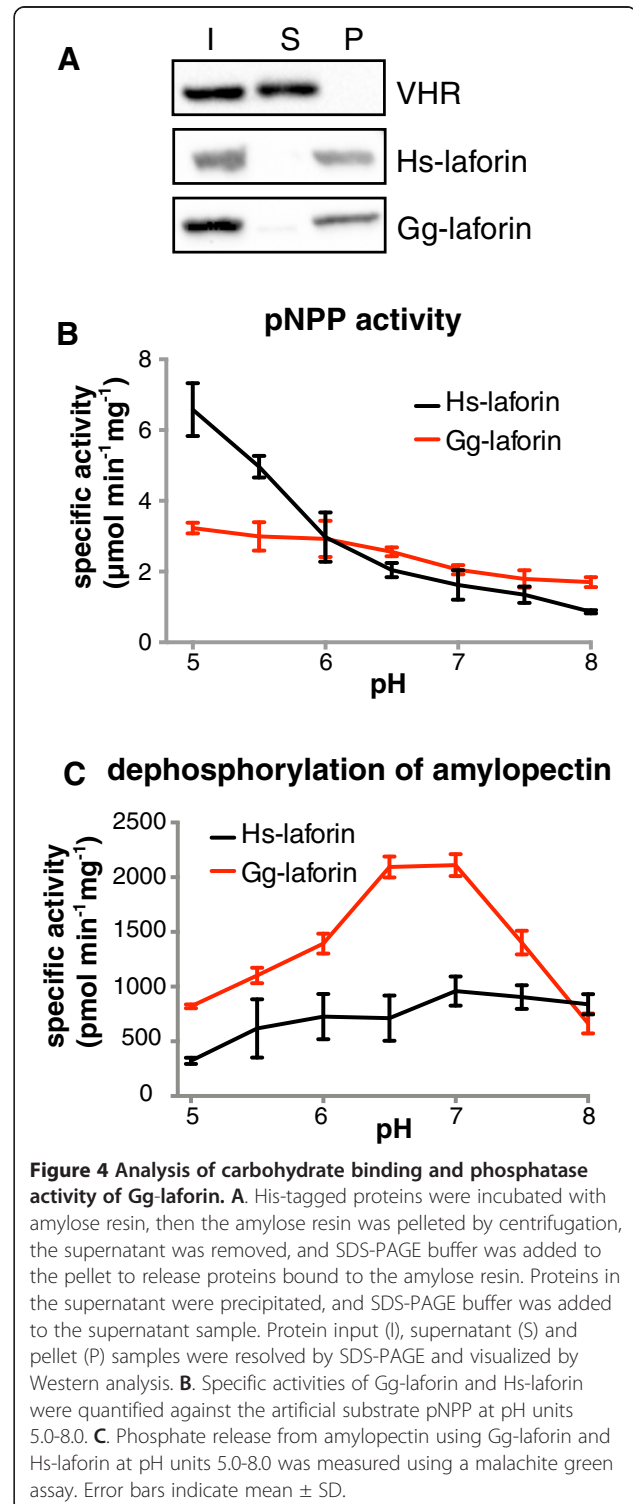 A
I S P
VHR
Hs-laforin
Gg-laforin
B
pNPP activity
specific activity
(µmol min⁻¹mg⁻¹)
8
6
4
2
0
Hs-laforin
Gg-laforin
5 6 7 8
pH
C dephosphorylation of amylopectin
specific activity
(pmol min⁻¹mg⁻¹)
2500
2000
1500
1000
500
0
Hs-laforin
Gg-laforin
5 6 7 8
pH
Figure 4 Analysis of carbohydrate binding and phosphatase
activity of Gg-laforin. A. His-tagged proteins were incubated with
amylose resin, then the amylose resin was pelleted by centrifugation,
the supernatant was removed, and SDS-PAGE buffer was added to
the pellet to release proteins bound to the amylose resin. Proteins in
the supernatant were precipitated, and SDS-PAGE buffer was added
to the supernatant sample. Protein input (I), supernatant (S) and
pellet (P) samples were resolved by SDS-PAGE and visualized by
Western analysis. B. Specific activities of Gg-laforin and Hs-laforin
were quantified against the artificial substrate pNPP at pH units
5.0-8.0. C. Phosphate release from amylopectin using Gg-laforin and
Hs-laforin at pH units 5.0-8.0 was measured using a malachite green
assay. Error bars indicate mean ± SD.